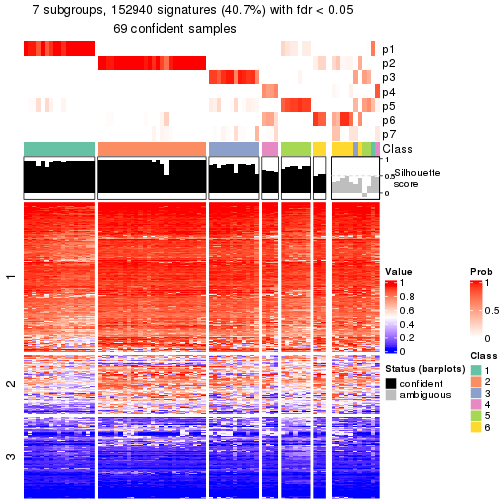 7 subgroups, 152940 signatures (40.7%) with fdr < 0.05
69 confident samples
p1
p2
p3
p4
p5
p6
p7
Class
1
0.5
0
Silhouette
score
1
2
3
Value
1
0.8
0.6
0.4
0.2
0
Prob
1
0.5
0
Status (barplots)
confident
ambiguous
Class
1
2
3
4
5
6